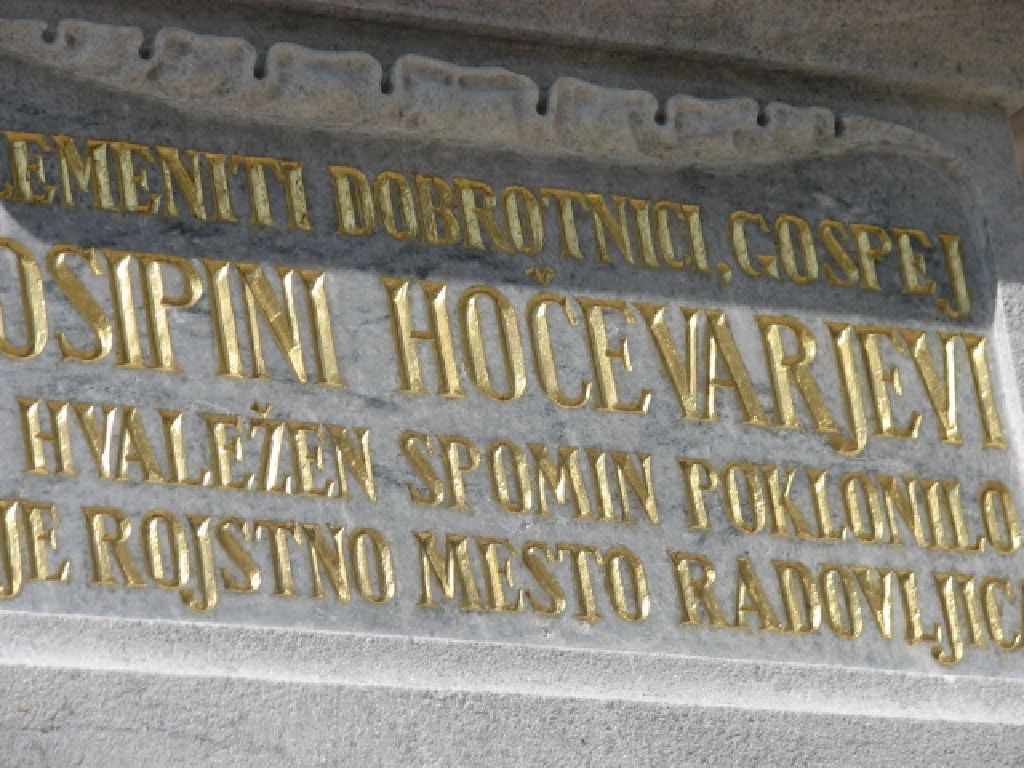 LEMENITI DOBROTNICI, GOSPEJ
OSIPINI HOČEVARJEVI
HVALEŽEN SPOMIN POKLONILO
JE ROJSTNO MESTO RADOVLJIC